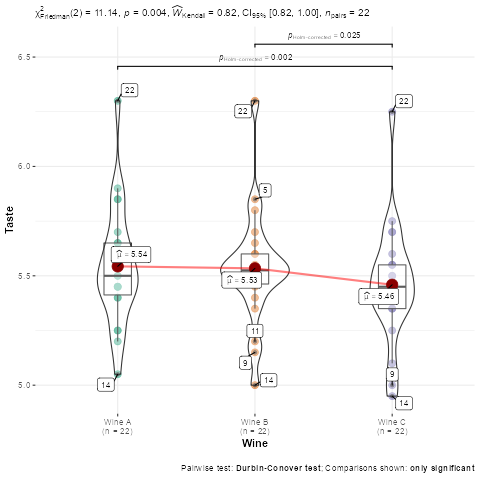 χ²Friedman(2) = 11.14, p = 0.004, ŴKendall = 0.82, CI95% [0.82, 1.00], npairs = 22
pHolm-corrected = 0.025
pHolm-corrected = 0.002
6.5
6.0
5.5
5.0
Taste
22
22
22
5
μ̂ = 5.54
μ̂ = 5.53
μ̂ = 5.46
11
9
9
14
14
14
Wine A
(n = 22)
Wine B
(n = 22)
Wine C
(n = 22)
Wine
Pairwise test: Durbin-Conover test; Comparisons shown: only significant